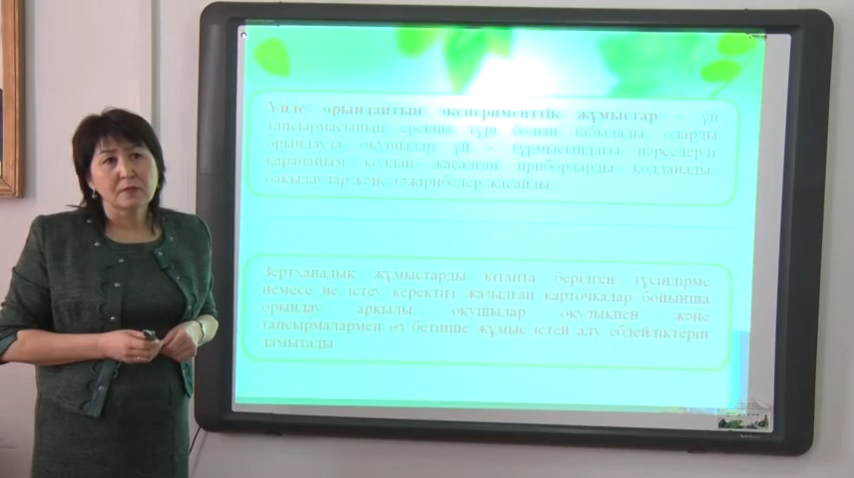 Үйде орындайтын эксперименттік жұмыстар – үй
тапсырмасының ерекше түрі болып табылады, оларды
орындауда оқушылар үй - тұрмысындағы нәрселерді
қарапайым қолдан жасалған приборларды қолданады,
бақылаулар және тәжірибелер жасайды.
Зертханалық жұмыстарды кітапта берілген түсіндірме
немесе не істеу керектігі жазылған карточкалар бойынша
орындау арқылы оқушылар оқулықпен және
тапсырмалармен өз бетінше жұмыс істей алу ебдейліктерін
дамытады